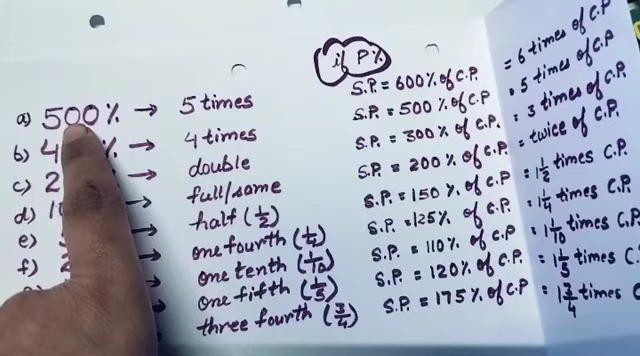 if P%
a) 500% → 5 times S.P. = 600% of C.P. = 6 times of C.P
b) 4 % → 4 times S.P. = 500% of C.P. = 5 times of C.P
c) 2 → double S.P. = 300% of C.P. = 3 times of C.P.
d) 1 full/same S.P. = 200% of C.P. = twice of C.P.
e) half (1/2) S.P. = 150% of C.P. = 1 1/2 times C.P.
f) one fourth (1/4) S.P. = 125% of C.P. = 1 1/4 times C.P.
one tenth (1/10) S.P. = 110% of C.P. = 1 1/10 times C.P.
one fifth (1/5) S.P. = 120% of C.P. = 1 1/5 times C.
three fourth (3/4) S.P. = 175% of C.P = 1 3/4 times